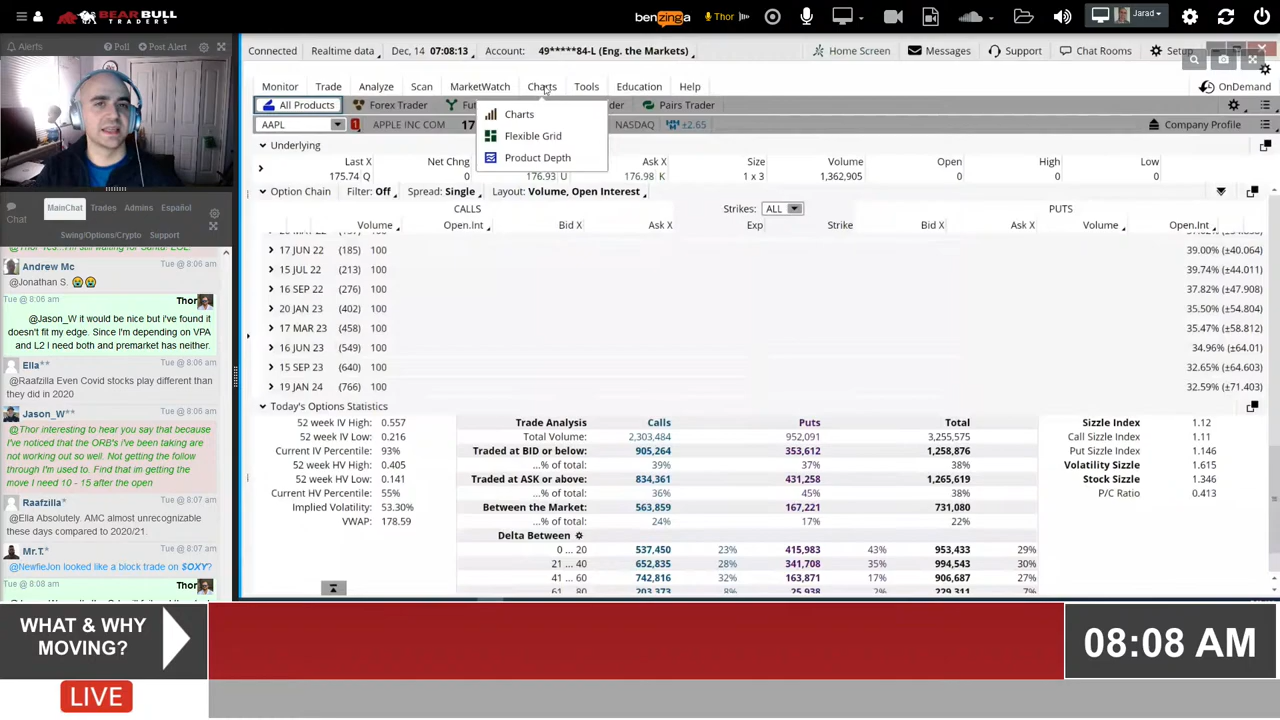 BEAR BULL TRADERS
benzinga
Thor
Jarad
Alerts
Poll
Post Alert
Connected
Realtime data
Dec, 14
07:08:13
Account:
49*****84-L (Eng. the Markets)
Home Screen
Messages
Support
Chat Rooms
Setup
Monitor
Trade
Analyze
Scan
MarketWatch
Charts
Tools
Education
Help
OnDemand
All Products
Forex Trader
Pairs Trader
Charts
Flexible Grid
Product Depth
AAPL
APPLE INC COM
17
NASDAQ
±2.65
Company Profile
Underlying
Last X Net Chng Ask X Size Volume Open High Low
175.74 Q 176.93 U 176.98 K 1 x 3 1,362,905 0 0 0
Option Chain Filter: Off Spread: Single Layout: Volume, Open Interest
CALLS Strikes: ALL PUTS
Volume Open.Int Bid X Ask X Exp Strike Bid X Ask X Volume Open.Int
17 JUN 22 (185) 100 39.00% (±40.064)
15 JUL 22 (213) 100 39.74% (±44.011)
16 SEP 22 (276) 100 37.82% (±47.908)
20 JAN 23 (402) 100 35.50% (±54.804)
17 MAR 23 (458) 100 35.47% (±58.812)
16 JUN 23 (549) 100 34.96% (±64.01)
15 SEP 23 (640) 100 32.65% (±64.603)
19 JAN 24 (766) 100 32.59% (±71.403)
Today's Options Statistics
52 week IV High: 0.557 Trade Analysis Calls Puts Total Sizzle Index 1.12
52 week IV Low: 0.216 Total Volume: 2,303,484 952,091 3,255,575 Call Sizzle Index 1.11
Current IV Percentile: 93% Traded at BID or below: 905,264 353,612 1,258,876 Put Sizzle Index 1.146
52 week HV High: 0.405 ...% of total: 39% 37% 38% Volatility Sizzle 1.615
52 week HV Low: 0.141 Traded at ASK or above: 834,361 431,258 1,265,619 Stock Sizzle 1.346
Current HV Percentile: 55% ...% of total: 36% 45% 38% P/C Ratio 0.413
Implied Volatility: 53.30% Between the Market: 563,859 167,221 731,080
VWAP: 178.59 ...% of total: 24% 17% 22%
Delta Between
0 ... 20 537,450 23% 415,983 43% 953,433 29%
21 ... 40 652,835 28% 341,708 35% 994,543 30%
41 ... 60 742,816 32% 163,871 17% 906,687 27%
61 ... 80 203,373 8% 25,938 2% 229,311 7%
Chat
MainChat Trades Admins Español
Swing/Options/Crypto Support
@Thor Yes...I'm still waiting for Santa! LOL.
Andrew Mc Tue @ 8:06 am
@Jonathan S. 😭😭
Tue @ 8:06 am Thor
@Jason_W it would be nice but i've found it
doesn't fit my edge. Since I'm depending on VPA
and L2 I need both and premarket has neither.
Ella** Tue @ 8:06 am
@Raafzilla Even Covid stocks play different than
they did in 2020
Jason_W** Tue @ 8:06 am
@Thor interesting to hear you say that because
I've noticed that the ORB's i've been taking are
not working out so well. Not getting the follow
through I'm used to. Find that im getting the
move I need 10 - 15 after the open
Raafzilla* Tue @ 8:07 am
@Ella Absolutely. AMC almost unrecognizable
these days compared to 2020/21.
Mr.T.* Tue @ 8:07 am
@NewfieJon looked like a block trade on $OXY?
Tue @ 8:08 am Thor
WHAT & WHY
MOVING?
LIVE
08:08 AM